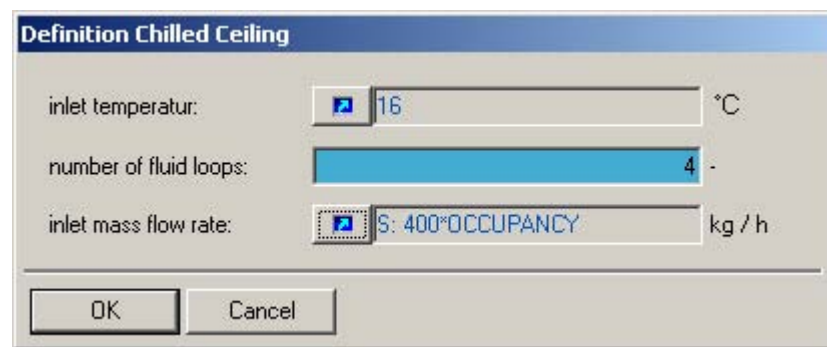 Definition Chilled Ceiling
inlet temperatur: 16 °C
number of fluid loops: 4 -
inlet mass flow rate: S: 400*OCCUPANCY kg / h
OK Cancel